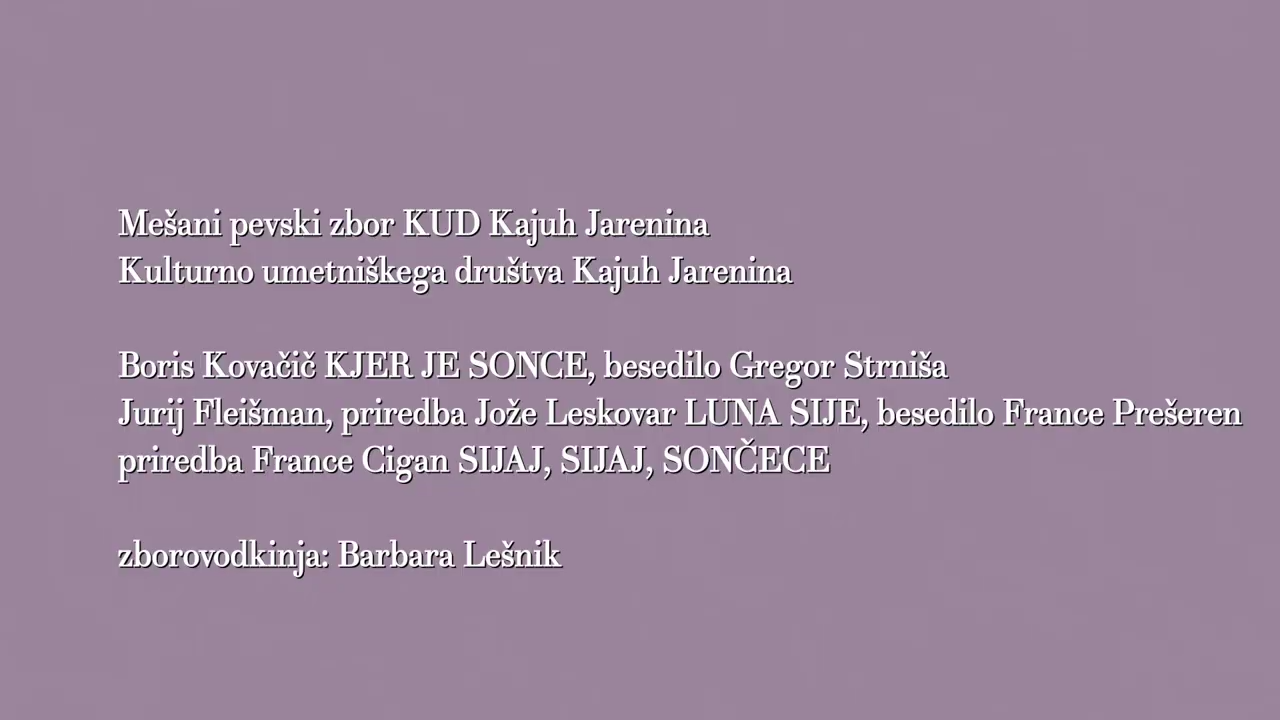 Mešani pevski zbor KUD Kajuh Jarenina
Kulturno umetniškega društva Kajuh Jarenina
Boris Kovačič KJER JE SONCE, besedilo Gregor Strniša
Jurij Fleišman, priredba Jože Leskovar LUNA SIJE, besedilo France Prešeren
priredba France Cigan SIJAJ, SIJAJ, SONČECE
zborovodkinja: Barbara Lešnik